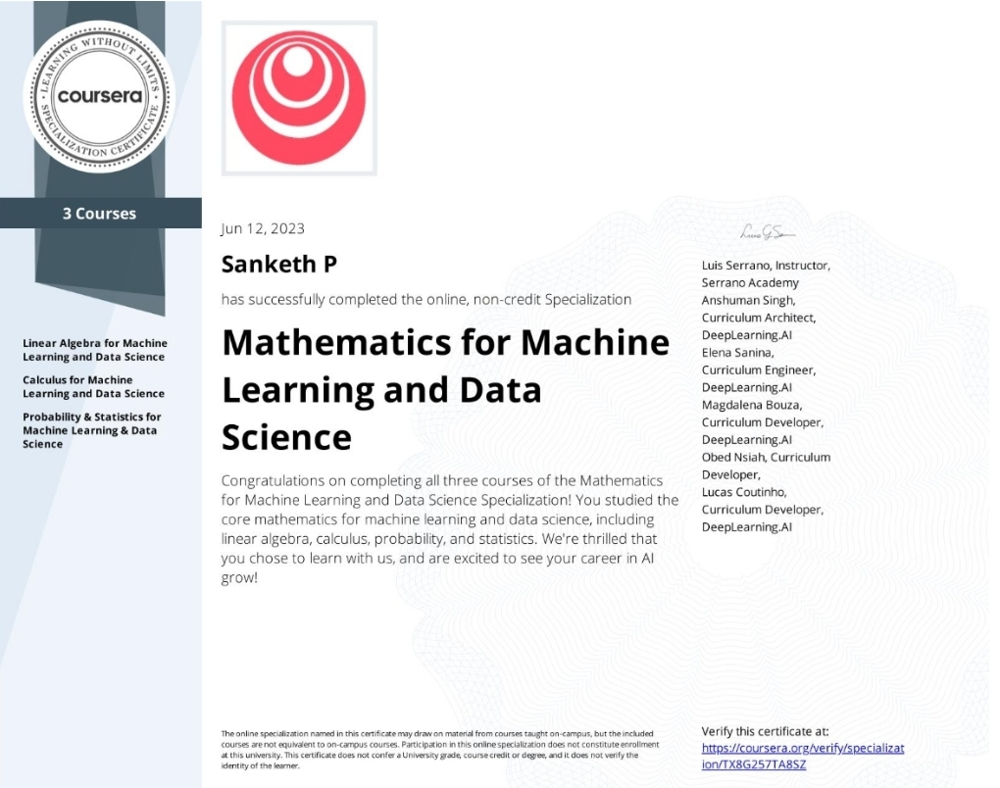 LEARNING WITHOUT LIMITS
coursera
SPECIALIZATION CERTIFICATE
3 Courses
Linear Algebra for Machine
Learning and Data Science
Calculus for Machine
Learning and Data Science
Probability & Statistics for
Machine Learning & Data
Science
Jun 12, 2023
Sanketh P
has successfully completed the online, non-credit Specialization
Mathematics for Machine
Learning and Data
Science
Congratulations on completing all three courses of the Mathematics
for Machine Learning and Data Science Specialization! You studied the
core mathematics for machine learning and data science, including
linear algebra, calculus, probability, and statistics. We're thrilled that
you chose to learn with us, and are excited to see your career in AI
grow!
Luis Serrano, Instructor,
Serrano Academy
Anshuman Singh,
Curriculum Architect,
DeepLearning.AI
Elena Sanina,
Curriculum Engineer,
DeepLearning.AI
Magdalena Bouza,
Curriculum Developer,
DeepLearning.AI
Obed Nsiah, Curriculum
Developer,
Lucas Coutinho,
Curriculum Developer,
DeepLearning.AI
The online specialization named in this certificate may draw on material from courses taught on-campus, but the included
courses are not equivalent to on-campus courses. Participation in this online specialization does not constitute enrollment
at this university. This certificate does not confer a University grade, course credit or degree, and it does not verify the
identity of the learner.
Verify this certificate at:
https://coursera.org/verify/specializat
ion/TX8G257TA8SZ